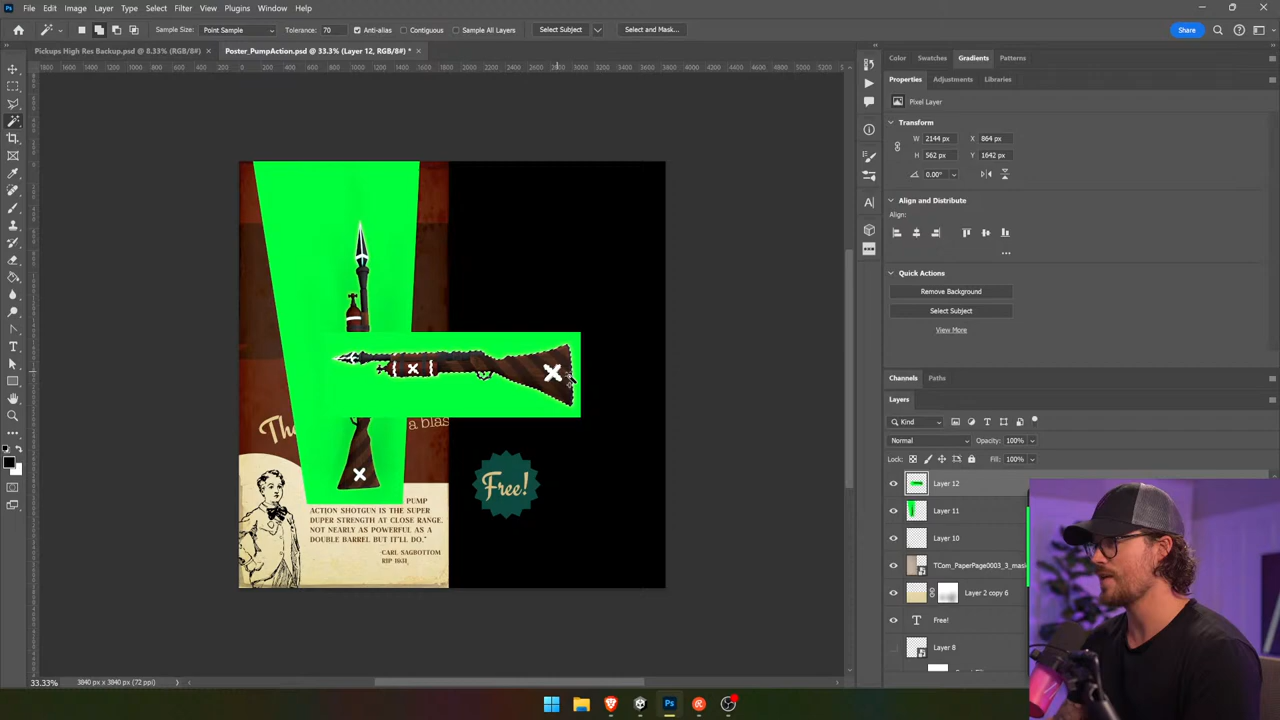 File Edit Image Layer Type Select Filter View Plugins Window Help
Sample Size: Point Sample Tolerance: 70 Anti-alias Contiguous Sample All Layers Select Subject Select and Mask... Share
Pickups High Res Backup.psd @ 8.33% (RGB/8#) × Poster_PumpAction.psd @ 33.3% (Layer 12, RGB/8#) * ×
Color Swatches Gradients Patterns
Properties Adjustments Libraries
Pixel Layer
Transform
W 2144 px X 864 px
H 562 px Y 1642 px
0.00°
Align and Distribute
Align:
Quick Actions
Remove Background
Select Subject
View More
Channels Paths
Layers
Kind
Normal Opacity: 100%
Lock: Fill: 100%
Layer 12
Layer 11
Layer 10
TCom_PaperPage0003_3_mas
Layer 2 copy 6
Free!
Layer 8
a blas
Free!
PUMP
ACTION SHOTGUN IS THE SUPER
DUPER STRENGTH AT CLOSE RANGE.
NOT NEARLY AS POWERFUL AS A
DOUBLE BARREL BUT IT'LL DO."
-CARL SAGBOTTOM
33.33% 3840 px x 3840 px (72 ppi)